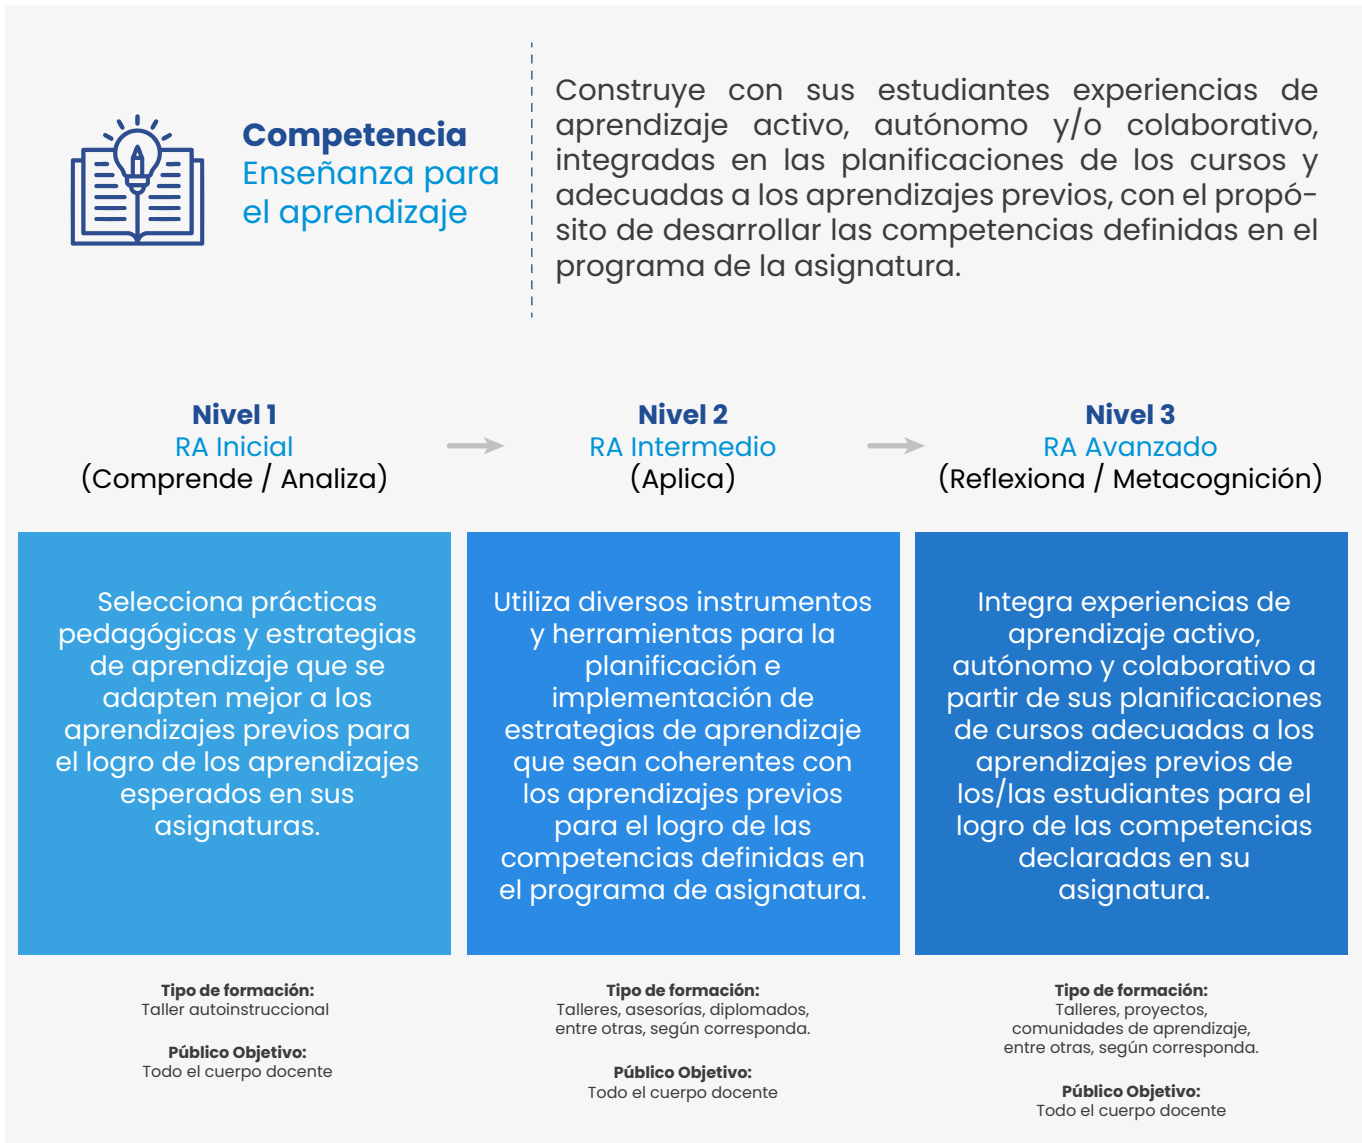 Competencia
Enseñanza para
el aprendizaje
Construye con sus estudiantes experiencias de
aprendizaje activo, autónomo y/o colaborativo,
integradas en las planificaciones de los cursos y
adecuadas a los aprendizajes previos, con el propó-
sito de desarrollar las competencias definidas en el
programa de la asignatura.
Nivel 1
RA Inicial
(Comprende / Analiza)
Nivel 2
RA Intermedio
(Aplica)
Nivel 3
RA Avanzado
(Reflexiona / Metacognición)
Selecciona prácticas
pedagógicas y estrategias
de aprendizaje que se
adapten mejor a los
aprendizajes previos para
el logro de los aprendizajes
esperados en sus
asignaturas.
Utiliza diversos instrumentos
y herramientas para la
planificación e
implementación de
estrategias de aprendizaje
que sean coherentes con
los aprendizajes previos
para el logro de las
competencias definidas en
el programa de asignatura.
Integra experiencias de
aprendizaje activo,
autónomo y colaborativo a
partir de sus planificaciones
de cursos adecuadas a los
aprendizajes previos de
los/las estudiantes para el
logro de las competencias
declaradas en su
asignatura.
Tipo de formación:
Taller autoinstruccional
Público Objetivo:
Todo el cuerpo docente
Tipo de formación:
Talleres, asesorías, diplomados,
entre otras, según corresponda.
Público Objetivo:
Todo el cuerpo docente
Tipo de formación:
Talleres, proyectos,
comunidades de aprendizaje,
entre otras, según corresponda.
Público Objetivo:
Todo el cuerpo docente